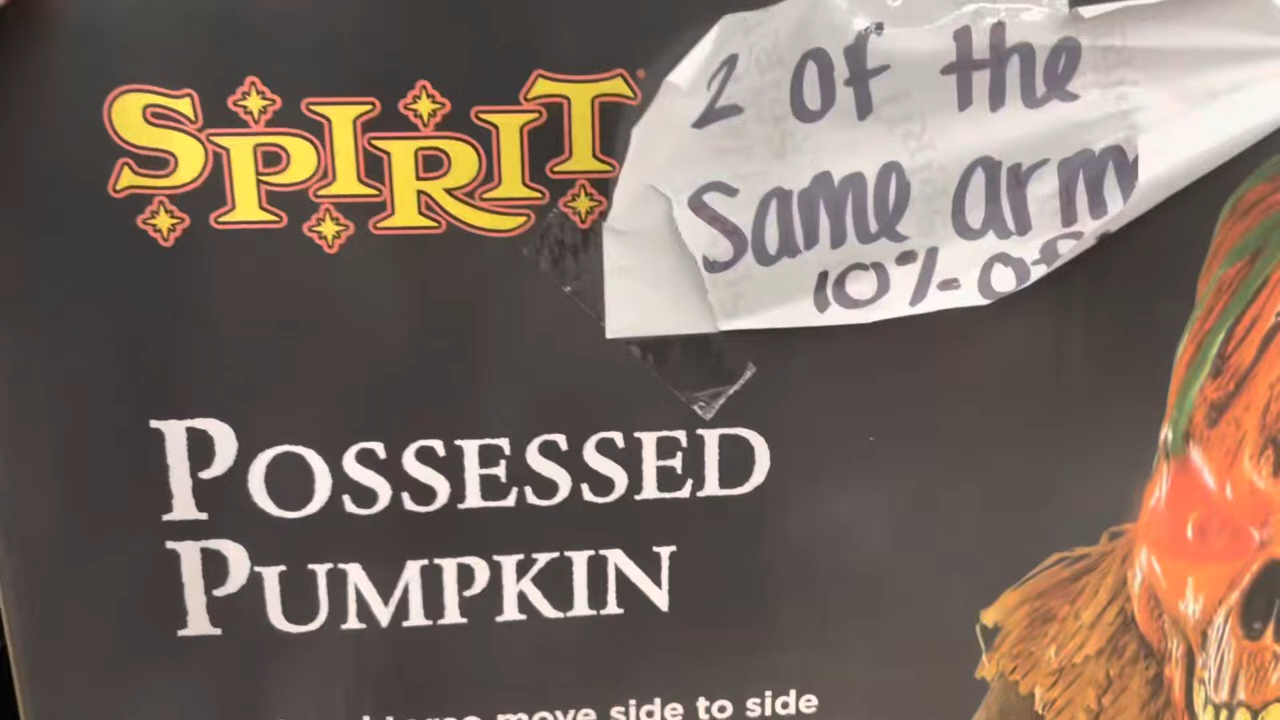 SPIRIT
2 of the
Same arm
10% off
POSSESSED
PUMPKIN
move side to side